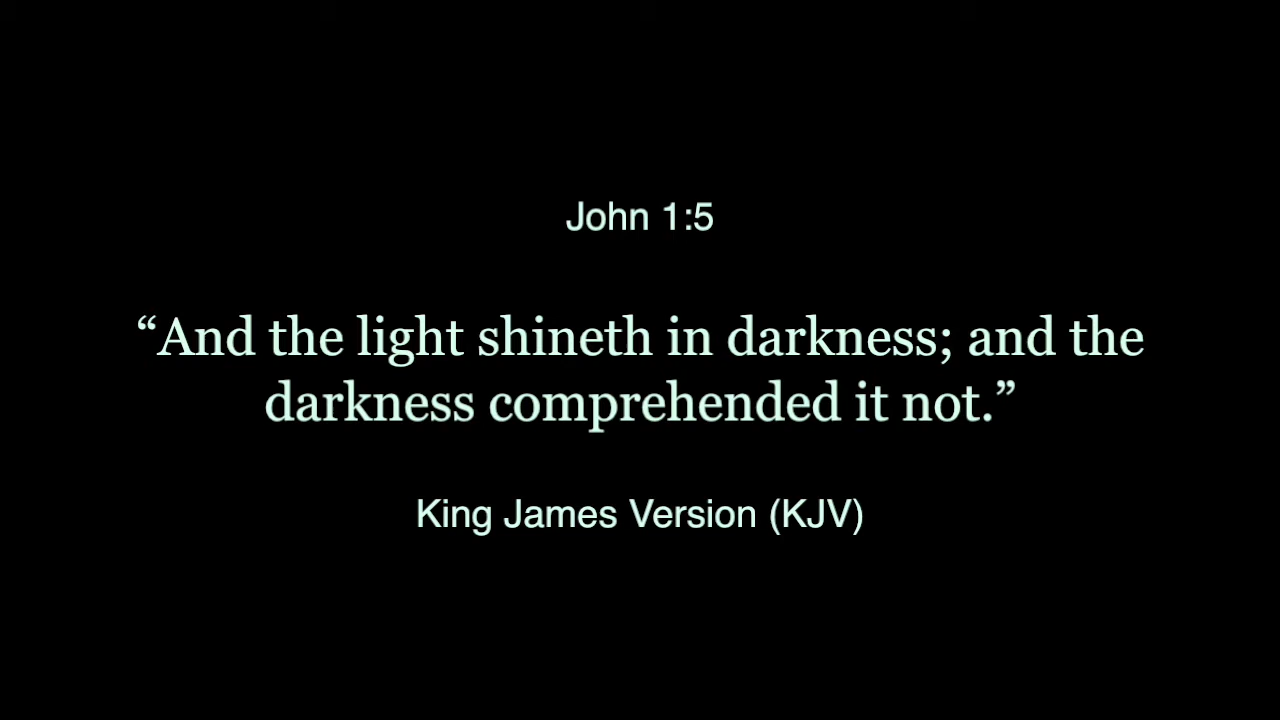 John 1:5
“And the light shineth in darkness; and the
darkness comprehended it not.”
King James Version (KJV)